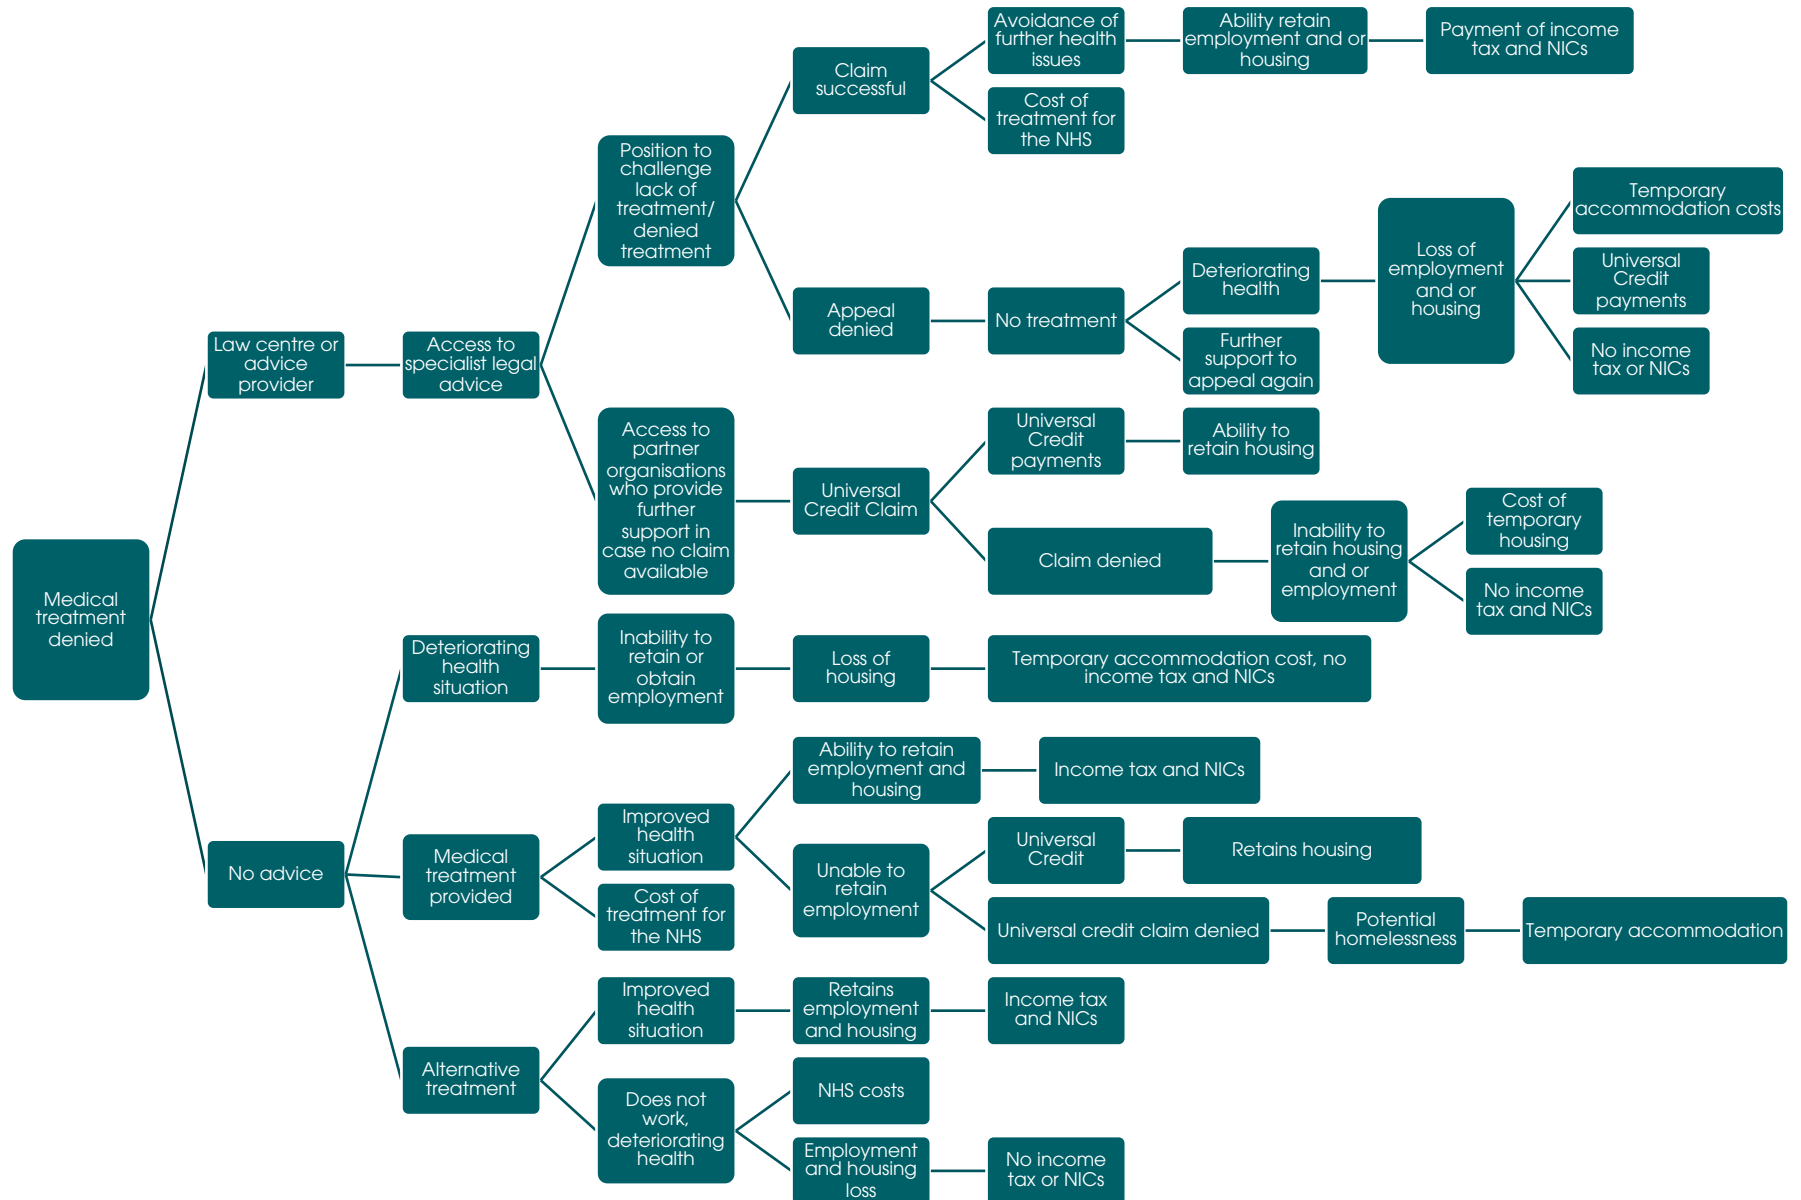 Medical
treatment
denied
Law centre or
advice
provider
Access to
specialist legal
advice
Position to
challenge
lack of
treatment/
denied
treatment
Claim
successful
Avoidance of
further health
issues
Ability retain
employment and or
housing
Payment of income
tax and NICs
Cost of
treatment for
the NHS
Appeal
denied
No treatment
Deteriorating
health
Loss of
employment
and or
housing
Temporary
accommodation costs
Universal
Credit
payments
No income
tax or NICs
Further
support to
appeal again
Access to
partner
organisations
who provide
further
support in
case no claim
available
Universal
Credit Claim
Universal
Credit
payments
Ability to
retain housing
Claim denied
Inability to
retain housing
and or
employment
Cost of
temporary
housing
No income
tax and NICs
No advice
Deteriorating
health
situation
Inability to
retain or
obtain
employment
Loss of
housing
Temporary accommodation cost, no
income tax and NICs
Medical
treatment
provided
Improved
health
situation
Ability to retain
employment and
housing
Income tax and NICs
Unable to
retain
employment
Universal
Credit
Retains housing
Universal credit claim denied
Potential
homelessness
Temporary accommodation
Cost of
treatment for
the NHS
Alternative
treatment
Improved
health
situation
Retains
employment
and housing
Income tax
and NICs
Does not
work,
deteriorating
health
NHS costs
Employment
and housing
loss
No income
tax or NICs